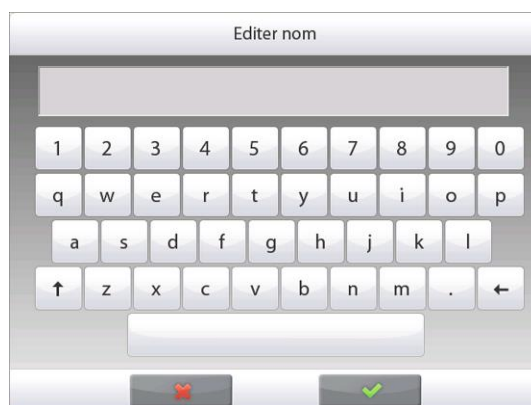 Editer nom
1 2 3 4 5 6 7 8 9 0
q w e r t y u i o p
a s d f g h j k l
↑ z x c v b n m . ←